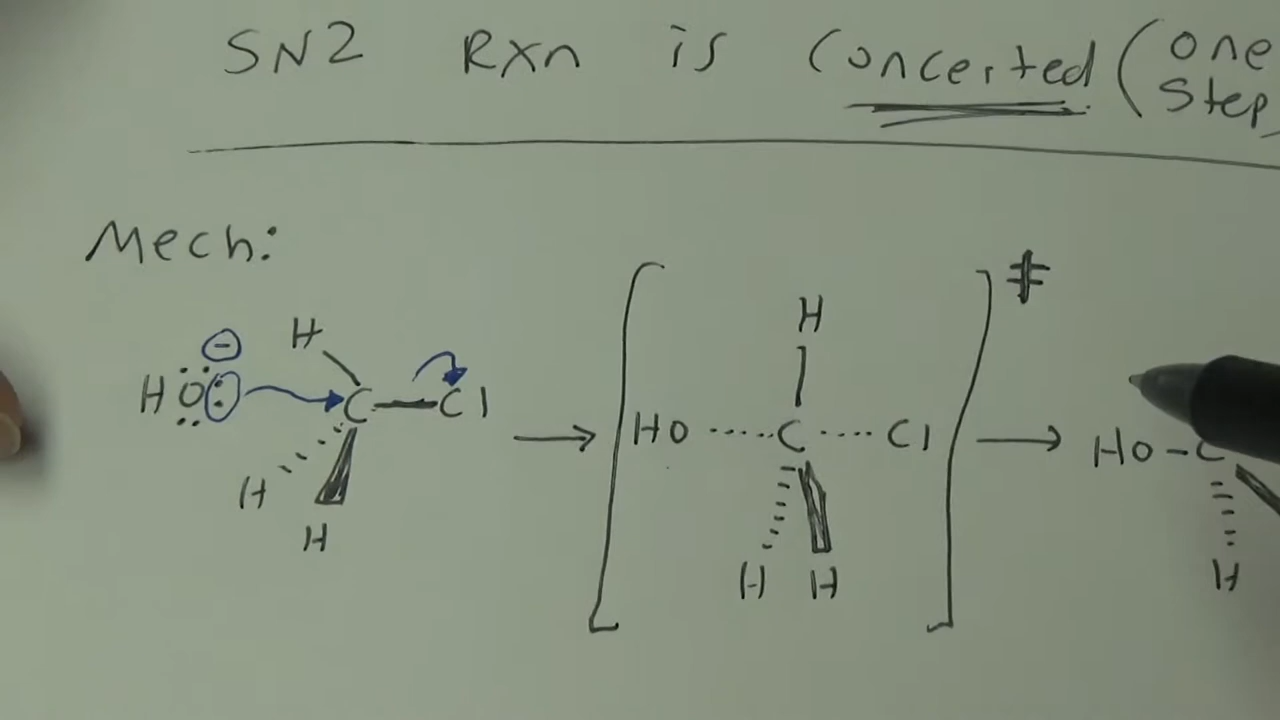 SN2 Rxn is Concerted (one
Step)
Mech:
⊖
H
HO: C—Cl
H
H
[ H ]‡
HO·····C·····Cl
H H
HO-C
H